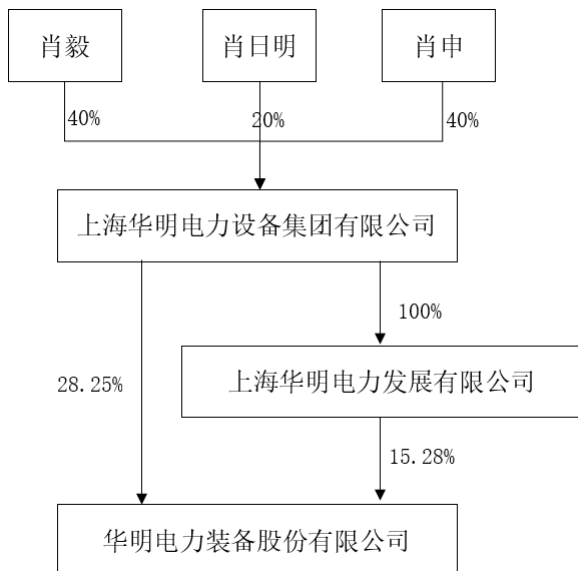 肖毅
肖日明
肖申
40%
20%
40%
上海华明电力设备集团有限公司
100%
上海华明电力发展有限公司
28.25%
15.28%
华明电力装备股份有限公司